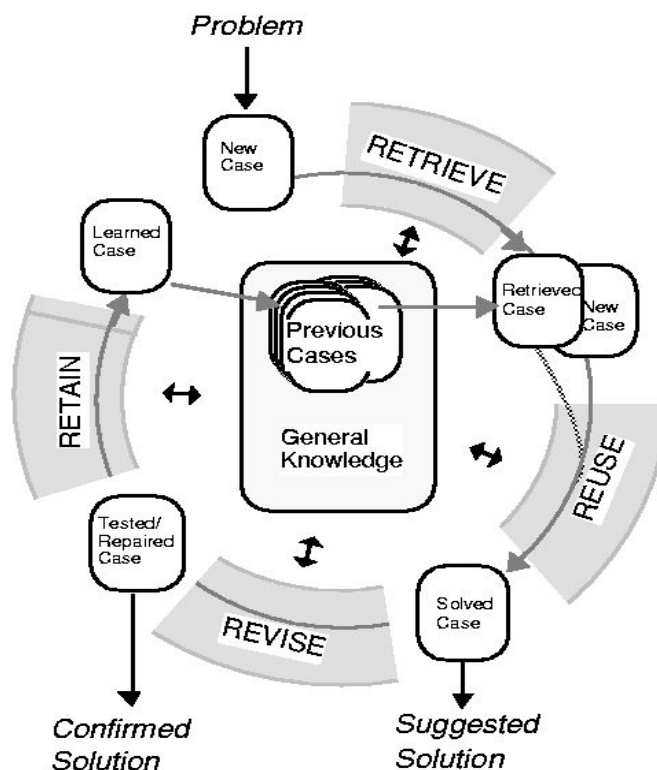 Problem
New
Case
RETRIEVE
Learned
Case
Retrieved
Case
New
Case
Previous
Cases
RETAIN
General
Knowledge
REUSE
Tested/
Repaired
Case
REVISE
Solved
Case
Confirmed
Solution
Suggested
Solution